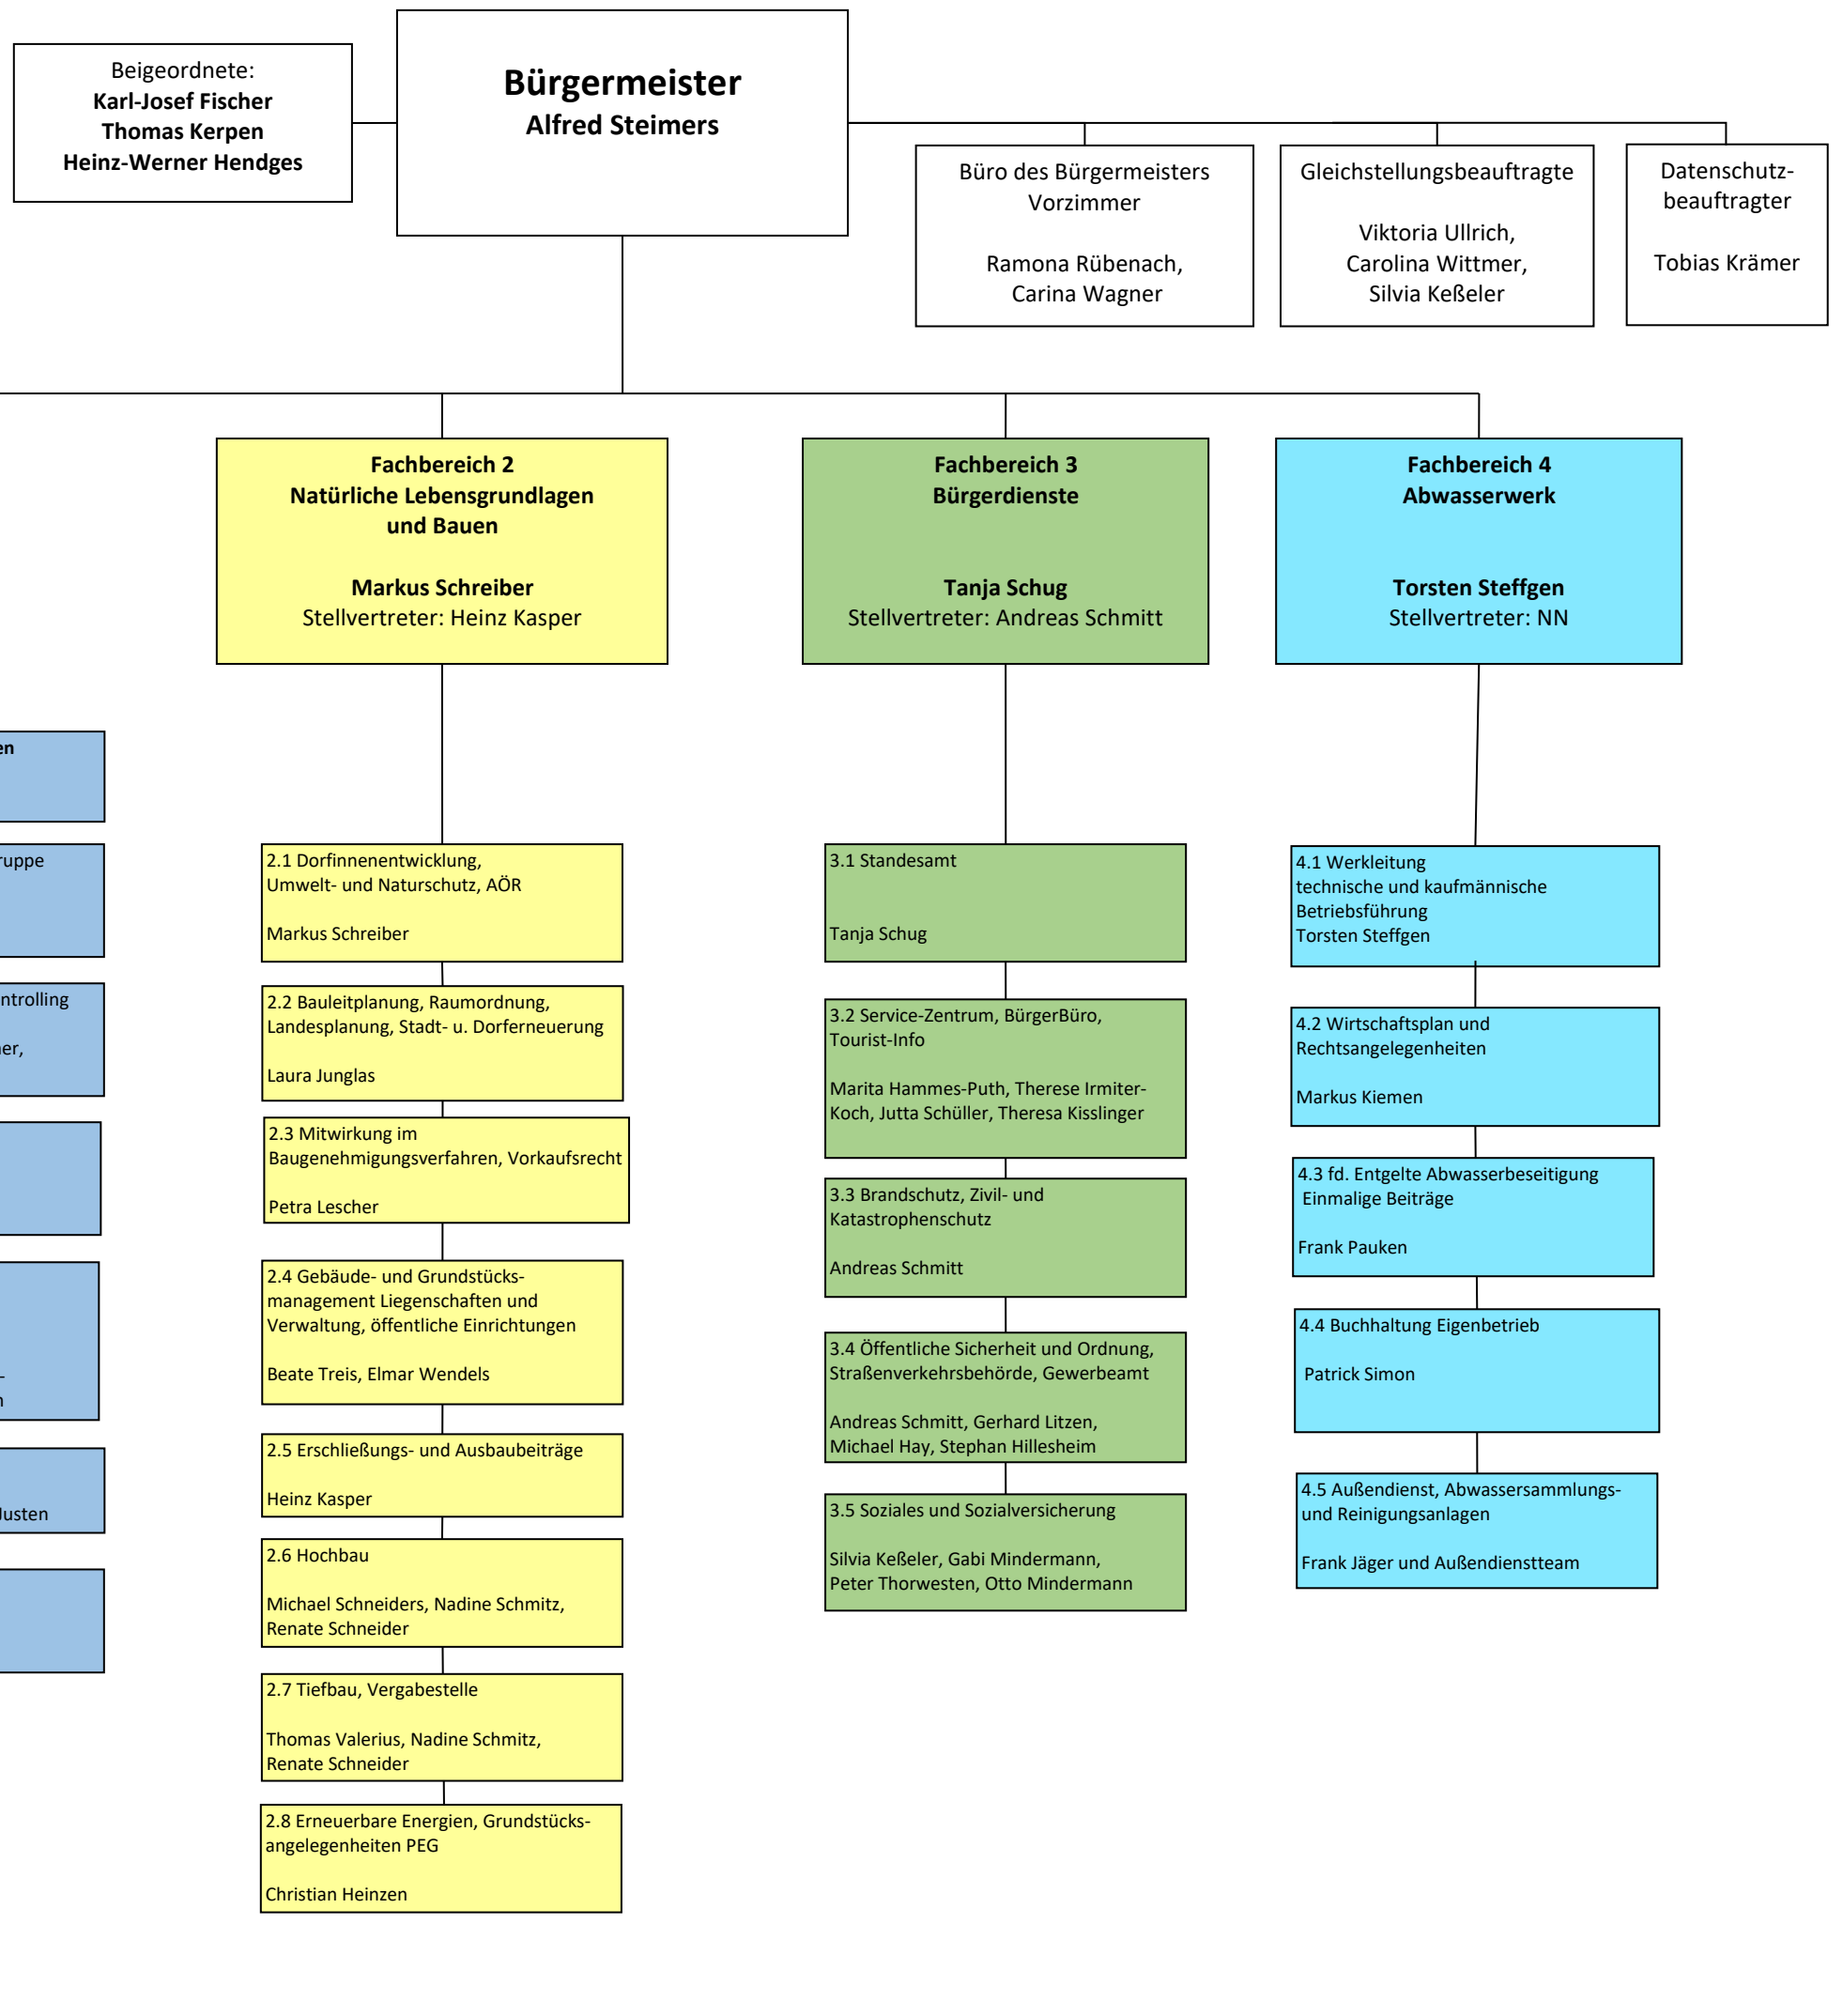 Beigeordnete:
Karl-Josef Fischer
Thomas Kerpen
Heinz-Werner Hendges
Bürgermeister
Alfred Steimers
Büro des Bürgermeisters
Vorzimmer
Ramona Rübenach,
Carina Wagner
Gleichstellungsbeauftragte
Viktoria Ullrich,
Carolina Wittmer,
Silvia Keßeler
Datenschutz-
beauftragter
Tobias Krämer
Fachbereich 2
Natürliche Lebensgrundlagen
und Bauen
Markus Schreiber
Stellvertreter: Heinz Kasper
Fachbereich 3
Bürgerdienste
Tanja Schug
Stellvertreter: Andreas Schmitt
Fachbereich 4
Abwasserwerk
Torsten Steffgen
Stellvertreter: NN
en
ruppe
ntrolling
er,
-
n
Justen
2.1 Dorfinnenentwicklung,
Umwelt- und Naturschutz, AÖR
Markus Schreiber
2.2 Bauleitplanung, Raumordnung,
Landesplanung, Stadt- u. Dorferneuerung
Laura Junglas
2.3 Mitwirkung im
Baugenehmigungsverfahren, Vorkaufsrecht
Petra Lescher
2.4 Gebäude- und Grundstücks-
management Liegenschaften und
Verwaltung, öffentliche Einrichtungen
Beate Treis, Elmar Wendels
2.5 Erschließungs- und Ausbaubeiträge
Heinz Kasper
2.6 Hochbau
Michael Schneiders, Nadine Schmitz,
Renate Schneider
2.7 Tiefbau, Vergabestelle
Thomas Valerius, Nadine Schmitz,
Renate Schneider
2.8 Erneuerbare Energien, Grundstücks-
angelegenheiten PEG
Christian Heinzen
3.1 Standesamt
Tanja Schug
3.2 Service-Zentrum, BürgerBüro,
Tourist-Info
Marita Hammes-Puth, Therese Irmiter-
Koch, Jutta Schüller, Theresa Kisslinger
3.3 Brandschutz, Zivil- und
Katastrophenschutz
Andreas Schmitt
3.4 Öffentliche Sicherheit und Ordnung,
Straßenverkehrsbehörde, Gewerbeamt
Andreas Schmitt, Gerhard Litzen,
Michael Hay, Stephan Hillesheim
3.5 Soziales und Sozialversicherung
Silvia Keßeler, Gabi Mindermann,
Peter Thorwesten, Otto Mindermann
4.1 Werkleitung
technische und kaufmännische
Betriebsführung
Torsten Steffgen
4.2 Wirtschaftsplan und
Rechtsangelegenheiten
Markus Kiemen
4.3 fd. Entgelte Abwasserbeseitigung
Einmalige Beiträge
Frank Pauken
4.4 Buchhaltung Eigenbetrieb
Patrick Simon
4.5 Außendienst, Abwassersammlungs-
und Reinigungsanlagen
Frank Jäger und Außendienstteam